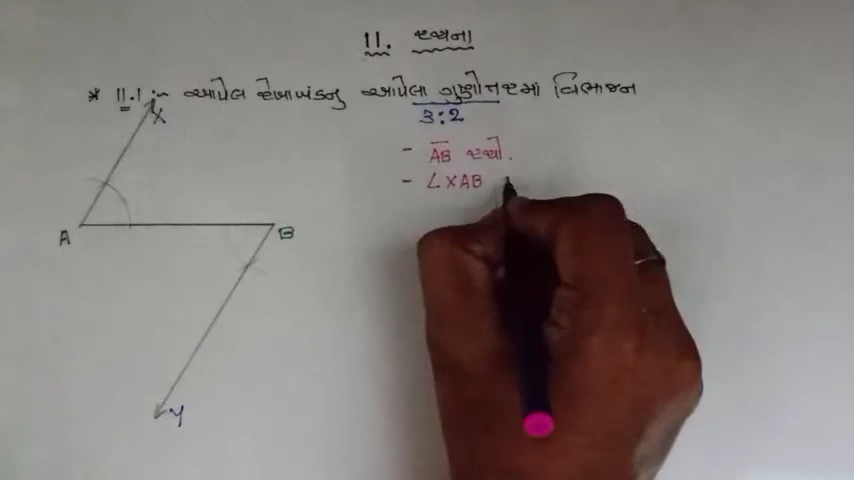 11. રચના
* 11.1 :- આપેલ રેખાખંડનુ આપેલા ગુણોત્તરમાં વિભાજન
3:2
X
- AB રચો.
- ∠XAB
A
B
Y